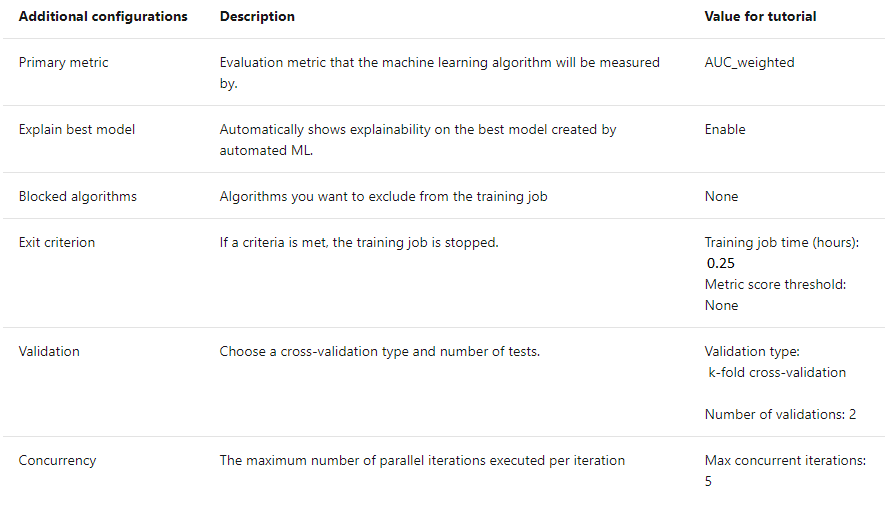 Additional configurations Description Value for tutorial
Primary metric Evaluation metric that the machine learning algorithm will be measured AUC_weighted
by.
Explain best model Automatically shows explainability on the best model created by Enable
automated ML.
Blocked algorithms Algorithms you want to exclude from the training job None
Exit criterion If a criteria is met, the training job is stopped. Training job time (hours):
0.25
Metric score threshold:
None
Validation Choose a cross-validation type and number of tests. Validation type:
k-fold cross-validation
Number of validations: 2
Concurrency The maximum number of parallel iterations executed per iteration Max concurrent iterations:
5